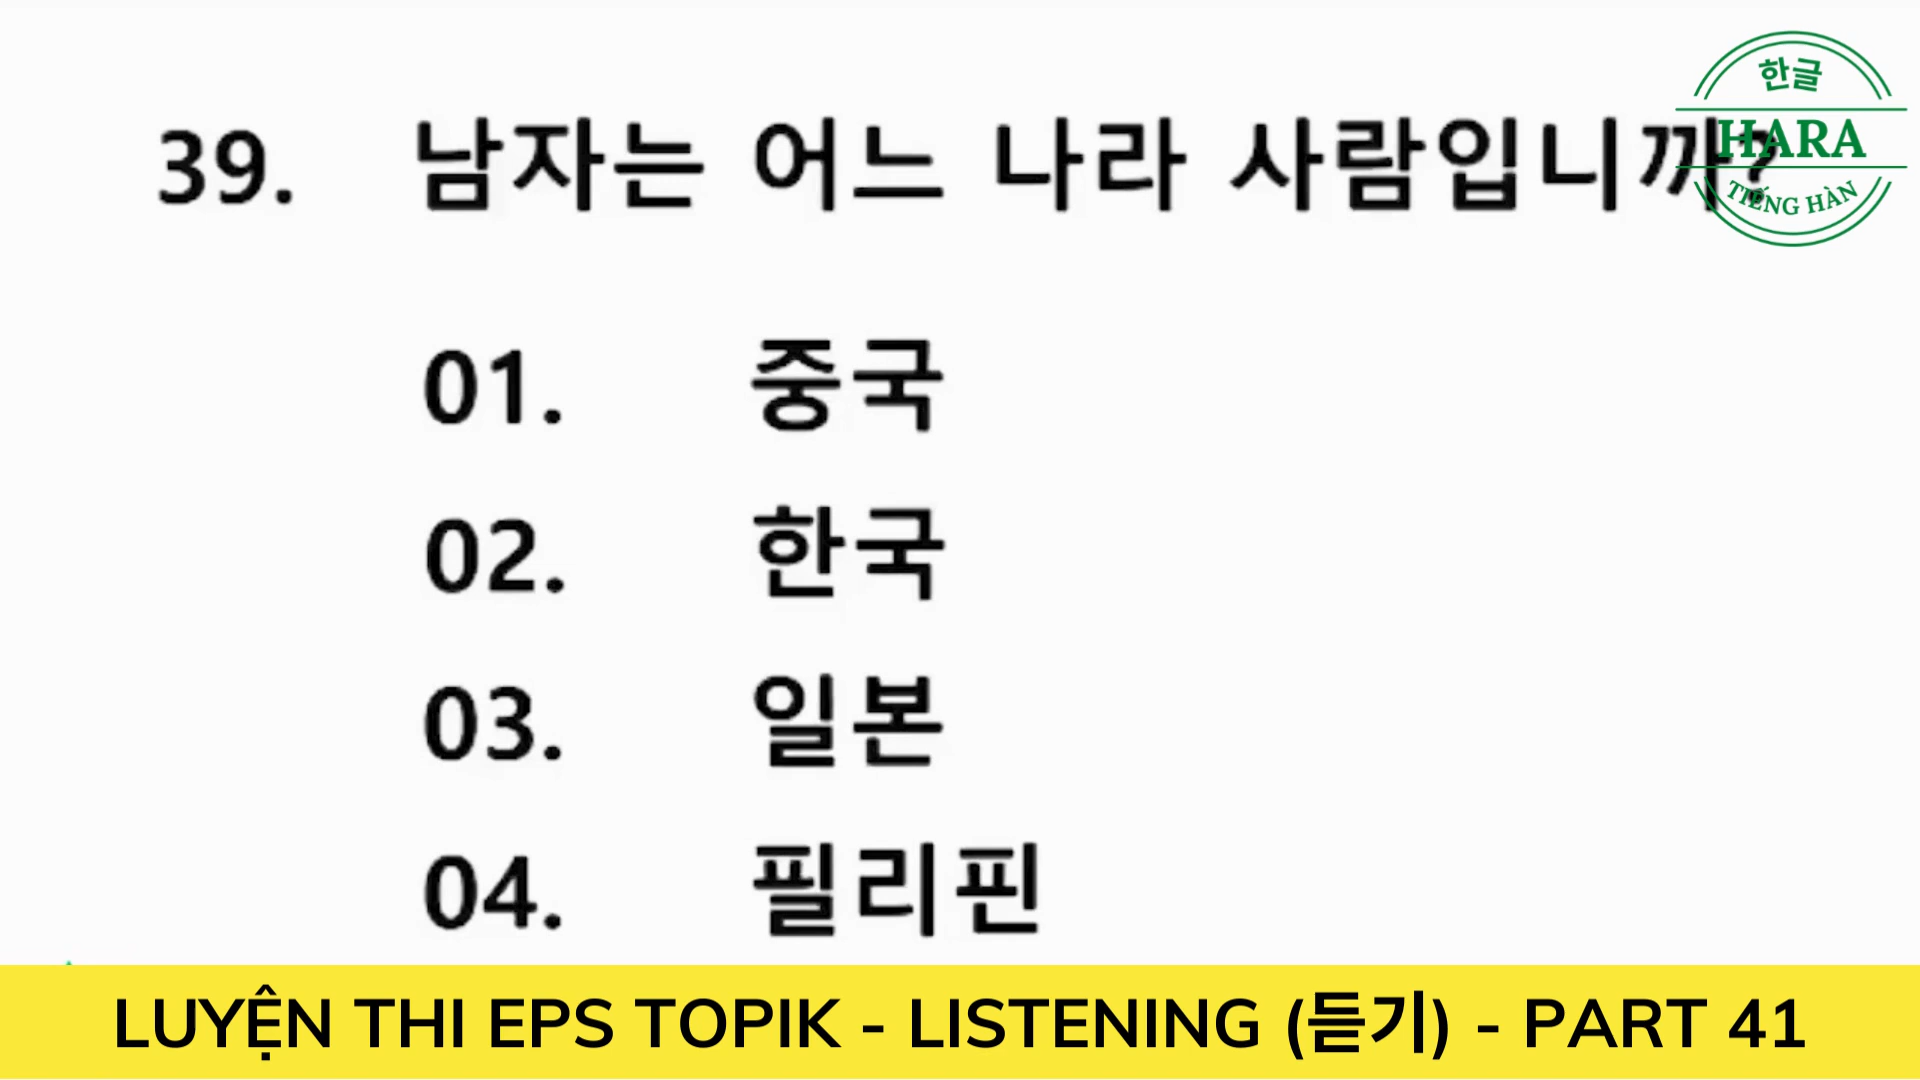 한글
HARA
TIẾNG HÀN
39. 남자는 어느 나라 사람입니까?
01. 중국
02. 한국
03. 일본
04. 필리핀
LUYỆN THI EPS TOPIK - LISTENING (듣기) - PART 41